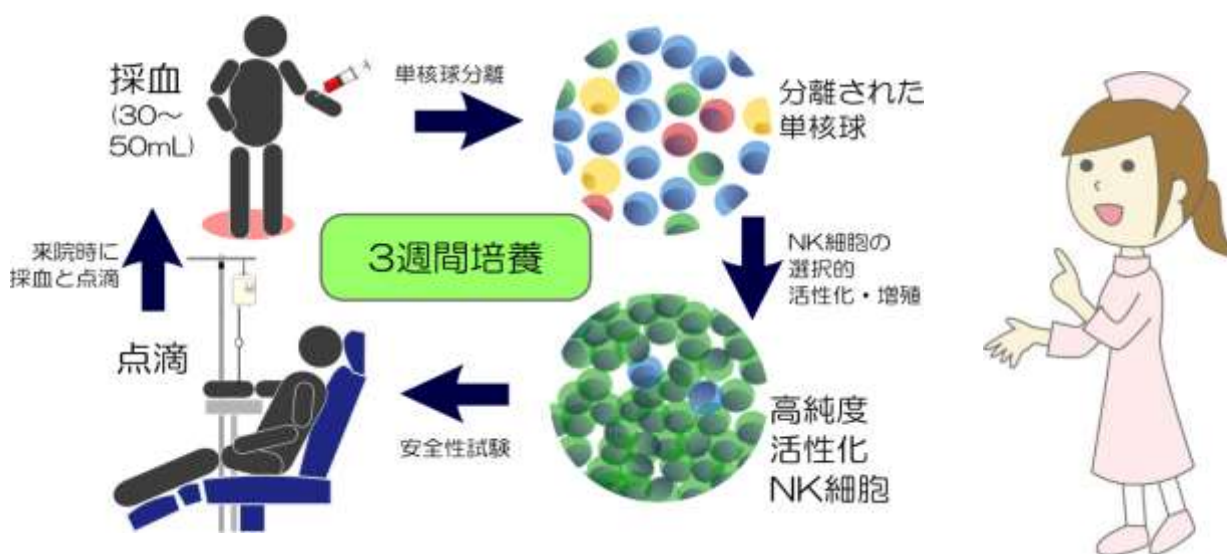 採血
(30～
50mL)
単核球分離
分離された
単核球
NK細胞の
選択的
活性化・増殖
高純度
活性化
NK細胞
安全性試験
点滴
来院時に
採血と点滴
3週間培養